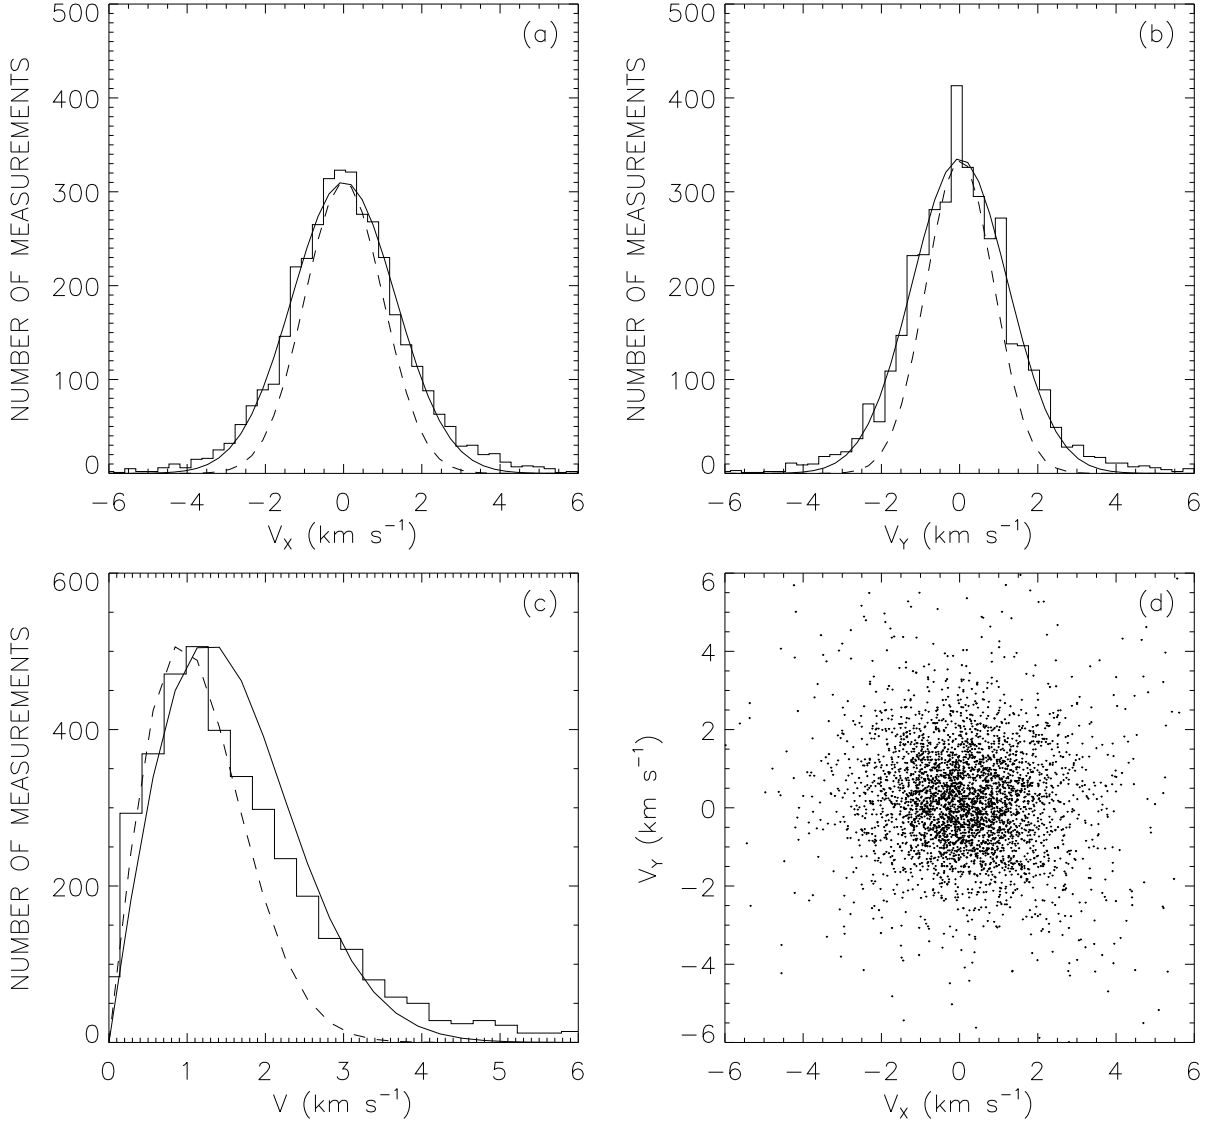 (a)
NUMBER OF MEASUREMENTS
500
400
300
200
100
0
−6 −4 −2 0 2 4 6
V_X (km s⁻¹)
(b)
NUMBER OF MEASUREMENTS
500
400
300
200
100
0
−6 −4 −2 0 2 4 6
V_Y (km s⁻¹)
(c)
NUMBER OF MEASUREMENTS
600
400
200
0
0 1 2 3 4 5 6
V (km s⁻¹)
(d)
V_Y (km s⁻¹)
6
4
2
0
−2
−4
−6
−6 −4 −2 0 2 4 6
V_X (km s⁻¹)